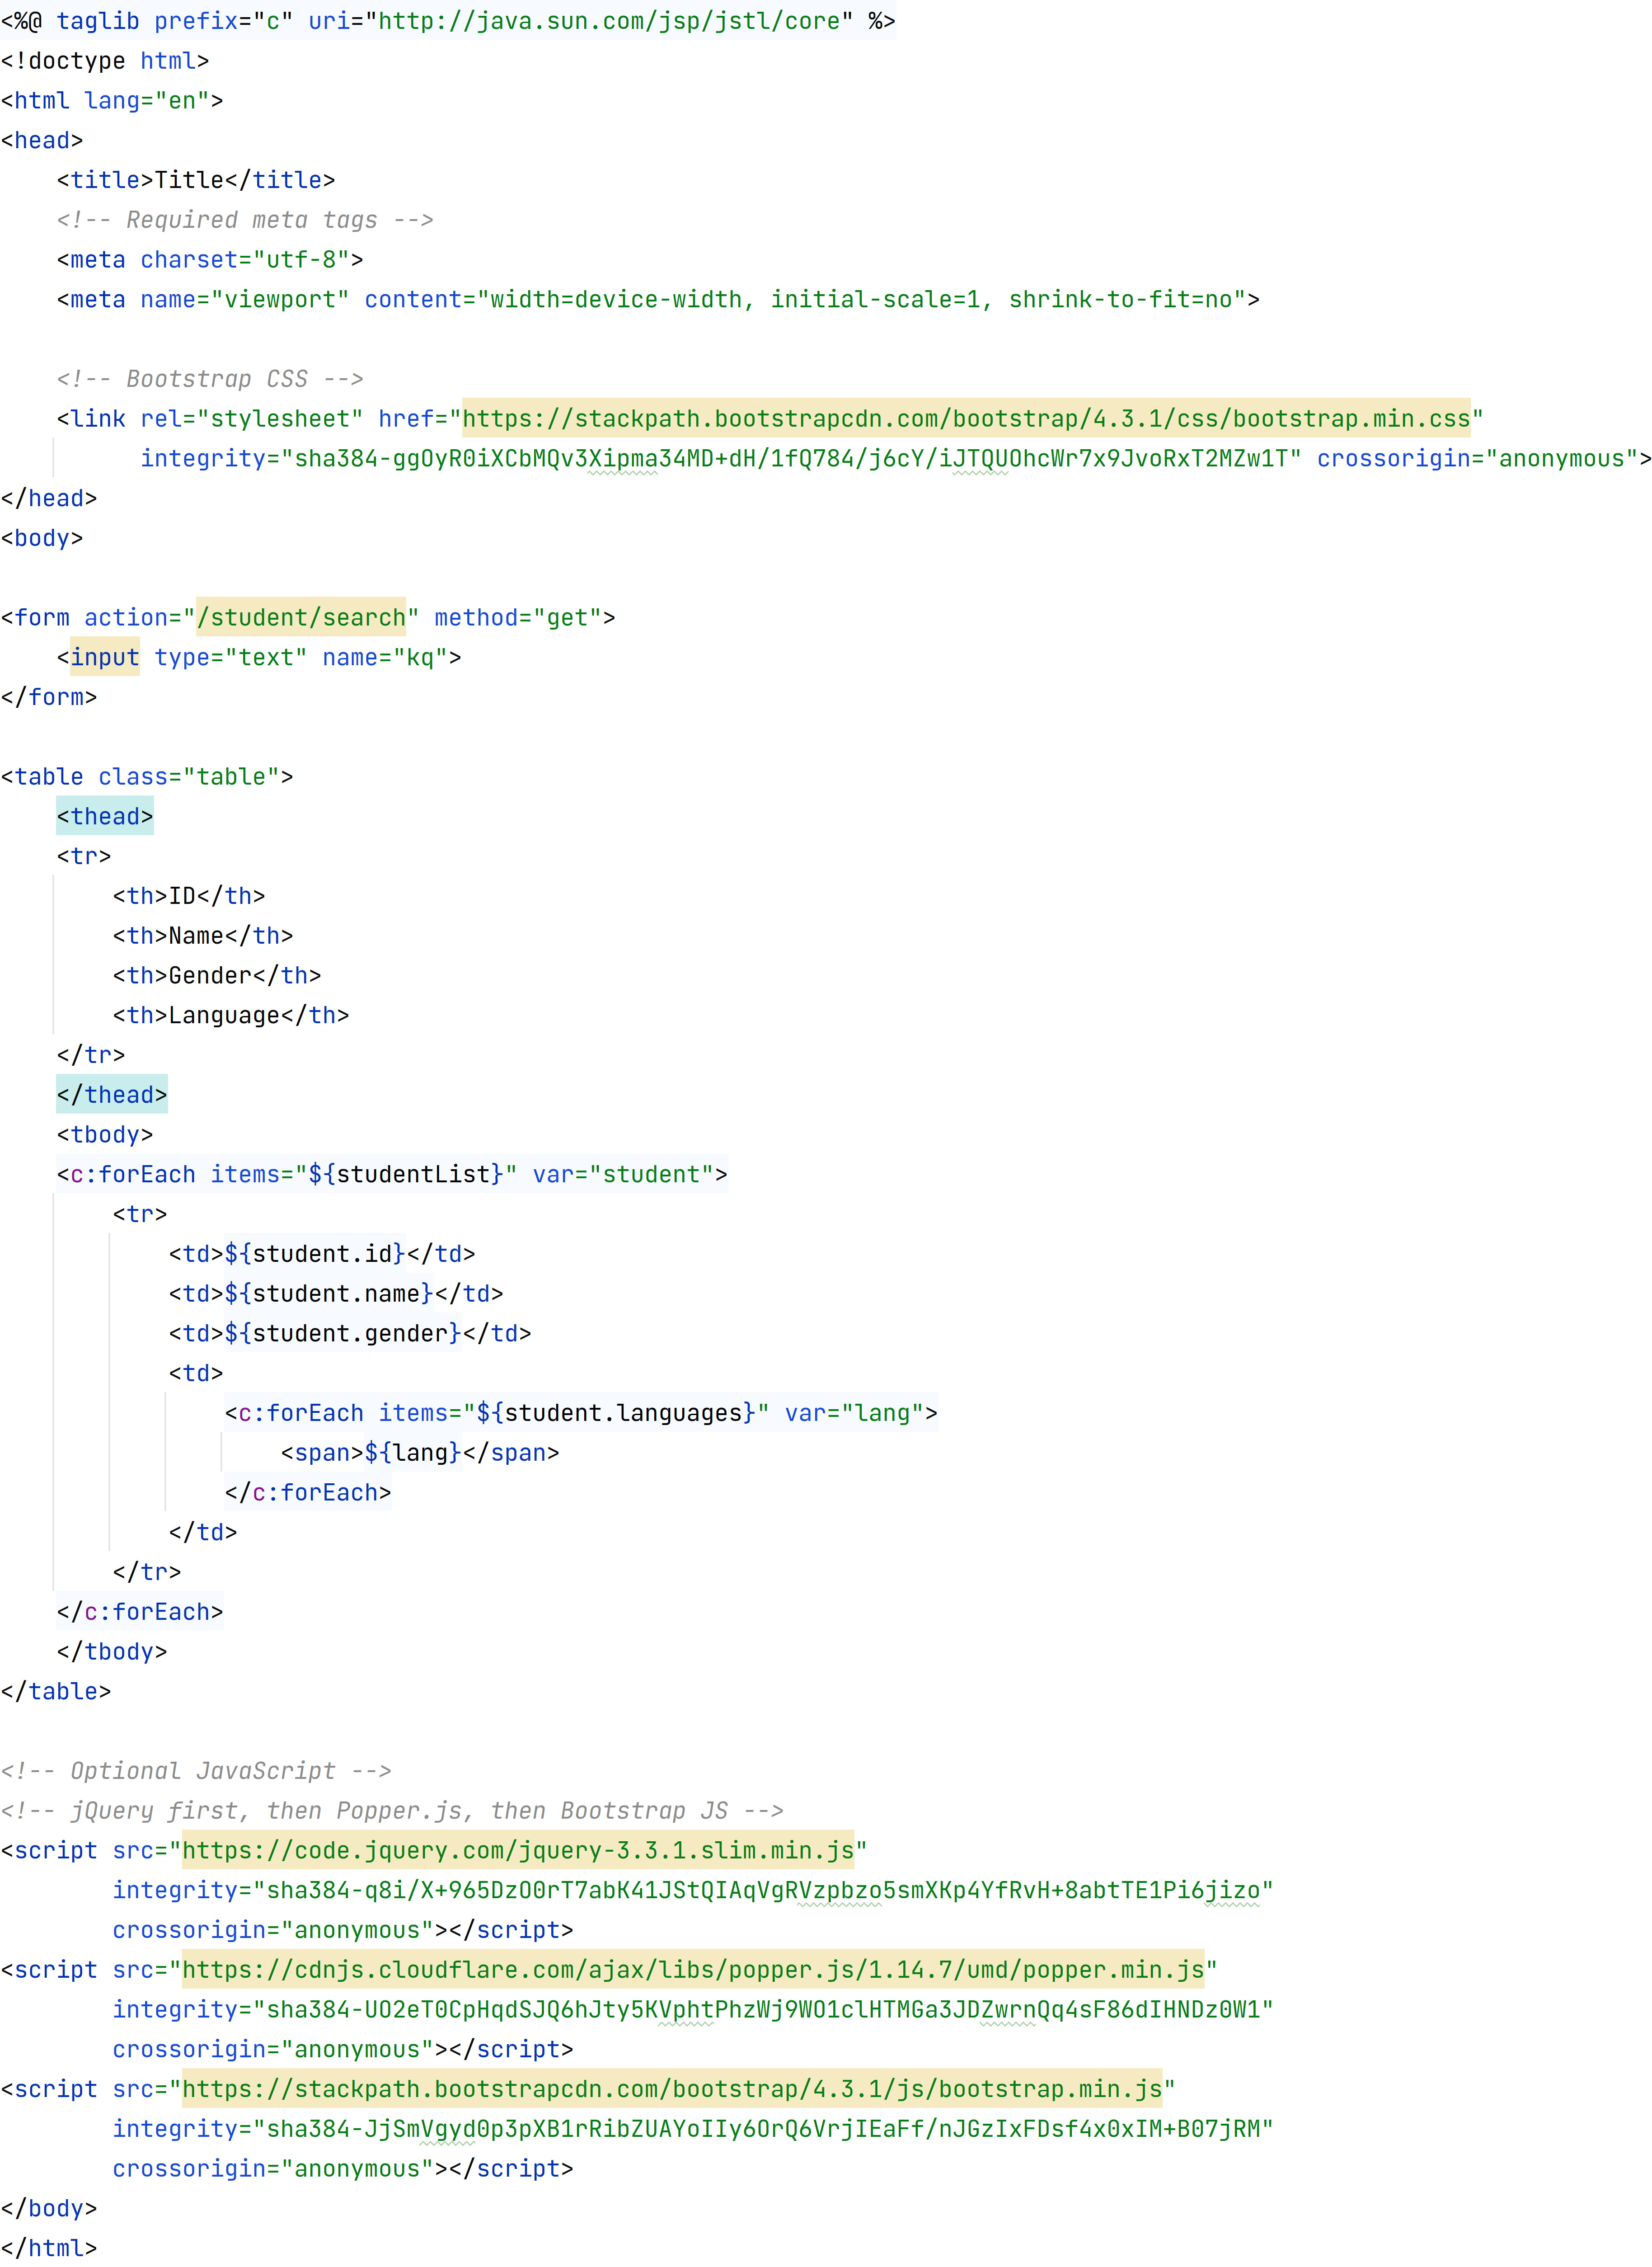 <%@ taglib prefix="c" uri="http://java.sun.com/jsp/jstl/core" %>
<!doctype html>
<html lang="en">
<head>
    <title>Title</title>
    <!-- Required meta tags -->
    <meta charset="utf-8">
    <meta name="viewport" content="width=device-width, initial-scale=1, shrink-to-fit=no">

    <!-- Bootstrap CSS -->
    <link rel="stylesheet" href="https://stackpath.bootstrapcdn.com/bootstrap/4.3.1/css/bootstrap.min.css"
          integrity="sha384-ggOyR0iXCbMQv3Xipma34MD+dH/1fQ784/j6cY/iJTQUOhcWr7x9JvoRxT2MZw1T" crossorigin="anonymous">
</head>
<body>

<form action="/student/search" method="get">
    <input type="text" name="kq">
</form>

<table class="table">
    <thead>
    <tr>
        <th>ID</th>
        <th>Name</th>
        <th>Gender</th>
        <th>Language</th>
    </tr>
    </thead>
    <tbody>
    <c:forEach items="${studentList}" var="student">
        <tr>
            <td>${student.id}</td>
            <td>${student.name}</td>
            <td>${student.gender}</td>
            <td>
                <c:forEach items="${student.languages}" var="lang">
                    <span>${lang}</span>
                </c:forEach>
            </td>
        </tr>
    </c:forEach>
    </tbody>
</table>

<!-- Optional JavaScript -->
<!-- jQuery first, then Popper.js, then Bootstrap JS -->
<script src="https://code.jquery.com/jquery-3.3.1.slim.min.js"
        integrity="sha384-q8i/X+965DzO0rT7abK41JStQIAqVgRVzpbzo5smXKp4YfRvH+8abtTE1Pi6jizo"
        crossorigin="anonymous"></script>
<script src="https://cdnjs.cloudflare.com/ajax/libs/popper.js/1.14.7/umd/popper.min.js"
        integrity="sha384-UO2eT0CpHqdSJQ6hJty5KVphtPhzWj9WO1clHTMGa3JDZwrnQq4sF86dIHNDz0W1"
        crossorigin="anonymous"></script>
<script src="https://stackpath.bootstrapcdn.com/bootstrap/4.3.1/js/bootstrap.min.js"
        integrity="sha384-JjSmVgyd0p3pXB1rRibZUAYoIIy6OrQ6VrjIEaFf/nJGzIxFDsf4x0xIM+B07jRM"
        crossorigin="anonymous"></script>
</body>
</html>